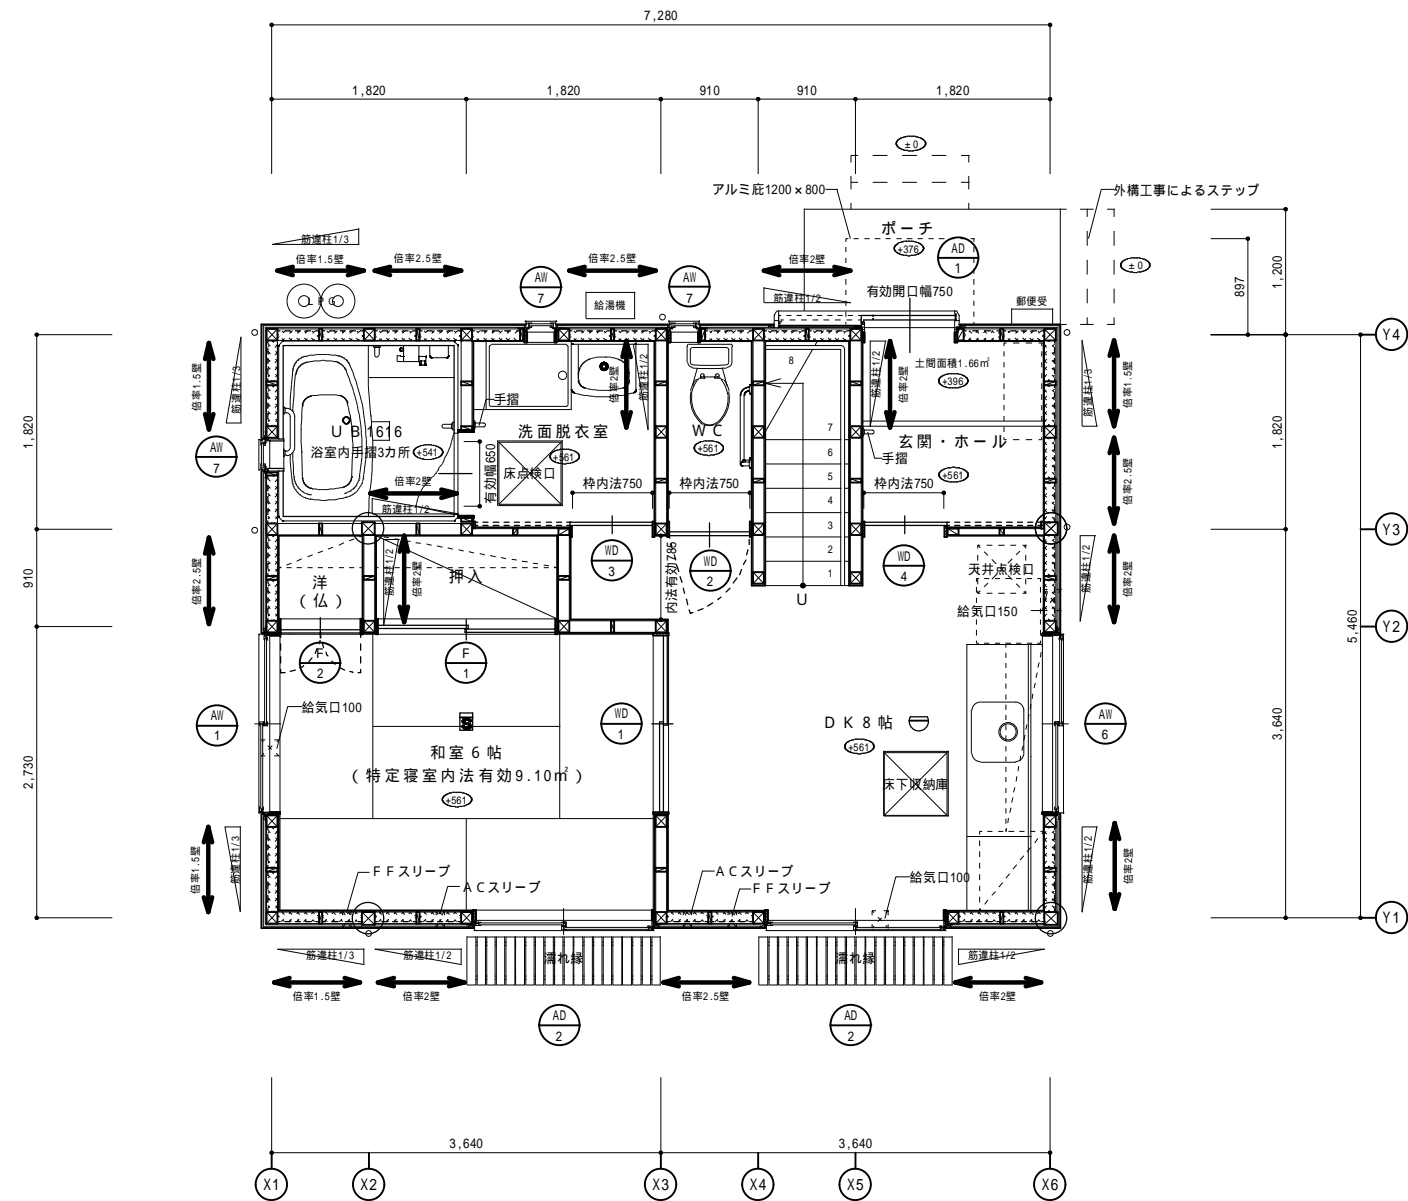 7,280
1,820
1,820
910
910
1,820
±0
アルミ庇1200×800
外構工事によるステップ
ポーチ
+376
AD
1
±0
897
1,200
筋違柱1/3
倍率1.5壁
倍率2.5壁
倍率2.5壁
倍率2壁
筋違柱1/2
有効開口幅750
郵便受
LPG
AW
7
給湯機
AW
7
Y4
倍率1.5壁
筋違柱1/3
倍率2壁
筋違柱1/2
8
筋違柱1/2
倍率2壁
土間面積1.66㎡
+396
筋違柱1/3
倍率1.5壁
1,820
手摺
UB1616
浴室内手摺3カ所
+541
洗面脱衣室
+561
WC
+561
7
6
5
4
3
2
1
U
玄関・ホール
手摺
+561
倍率2.5壁
1,820
AW
7
有効幅650
床点検口
倍率2壁
筋違柱1/2
枠内法750
枠内法750
枠内法750
Y3
910
倍率2.5壁
洋
(仏)
筋違柱1/2
倍率2壁
押入
WD
3
内法有効785
WD
2
WD
4
天井点検口
給気口150
筋違柱1/2
倍率2壁
5,460
Y2
F
2
F
1
AW
1
給気口100
S
WD
1
DK8帖
+561
AW
6
3,640
2,730
和室6帖
(特定寝室内法有効9.10㎡)
+561
床下収納庫
倍率1.5壁
筋違柱1/3
筋違柱1/2
倍率2壁
FFスリーブ
ACスリーブ
ACスリーブ
FFスリーブ
給気口100
Y1
筋違柱1/3
筋違柱1/2
濡れ縁
濡れ縁
筋違柱1/2
倍率1.5壁
倍率2壁
倍率2.5壁
倍率2壁
AD
2
AD
2
3,640
3,640
X1
X2
X3
X4
X5
X6